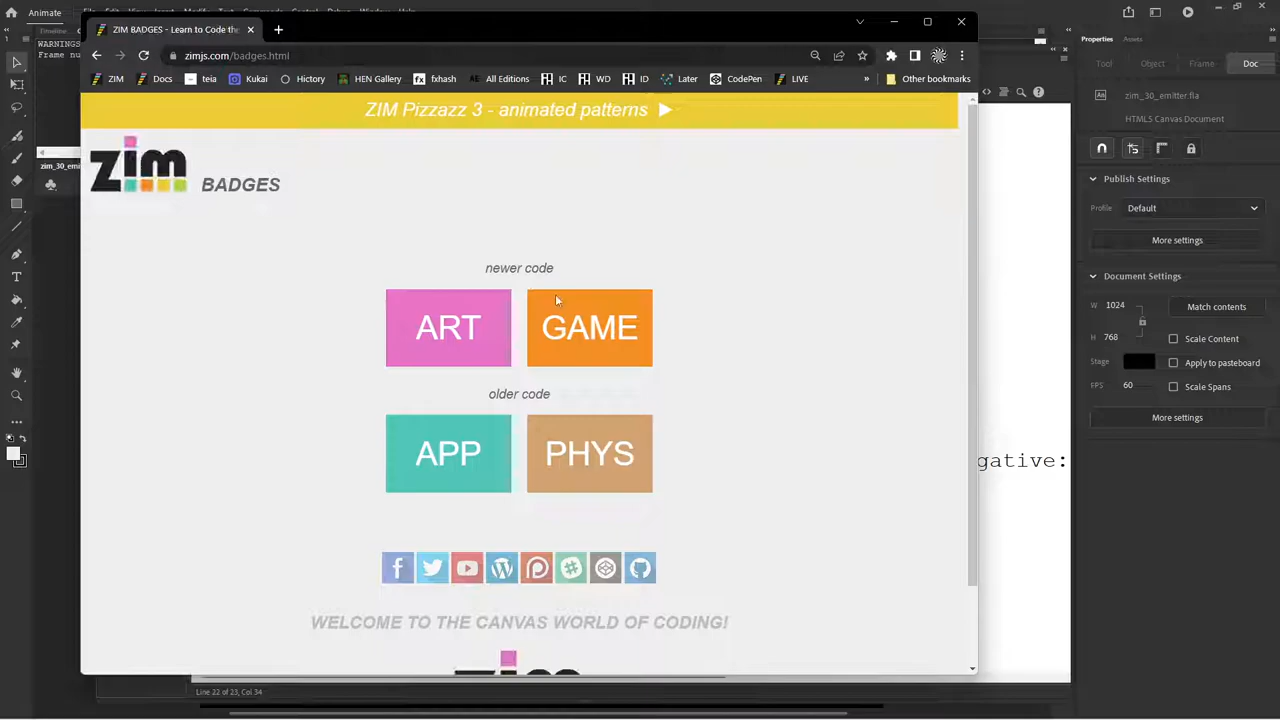 Animate
Timeline
WARNINGS
Frame nu
zim_30_emi
ZIM BADGES - Learn to Code the
zimjs.com/badges.html
ZIM
Docs
teia
Kukai
History
HEN Gallery
fxhash
All Editions
IC
WD
ID
Later
CodePen
LIVE
»
Other bookmarks
ZIM Pizzazz 3 - animated patterns
zim BADGES
newer code
ART
GAME
older code
APP
PHYS
WELCOME TO THE CANVAS WORLD OF CODING!
gative:
Line 22 of 23, Col 34
Properties
Assets
Tool
Object
Frame
Doc
zim_30_emitter.fla
HTML5 Canvas Document
Publish Settings
Profile
Default
More settings
Document Settings
W 1024
Match contents
H 768
Scale Content
Stage
Apply to pasteboard
FPS 60
Scale Spans
More settings